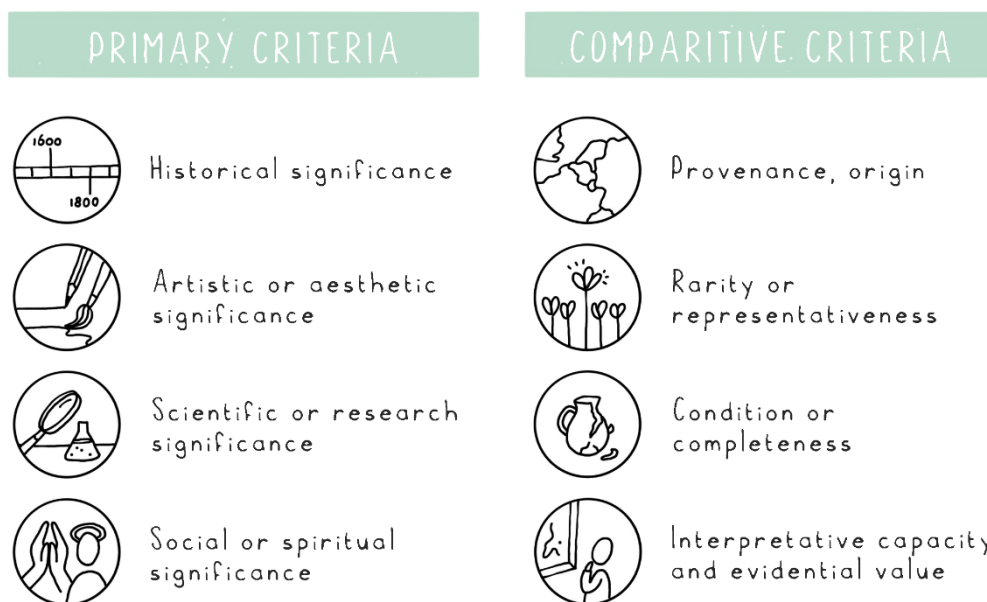 PRIMARY CRITERIA
1600
1800
Historical significance
Artistic or aesthetic
significance
Scientific or research
significance
Social or spiritual
significance
COMPARITIVE CRITERIA
Provenance, origin
Rarity or
representativeness
Condition or
completeness
Interpretative capacity
and evidential value